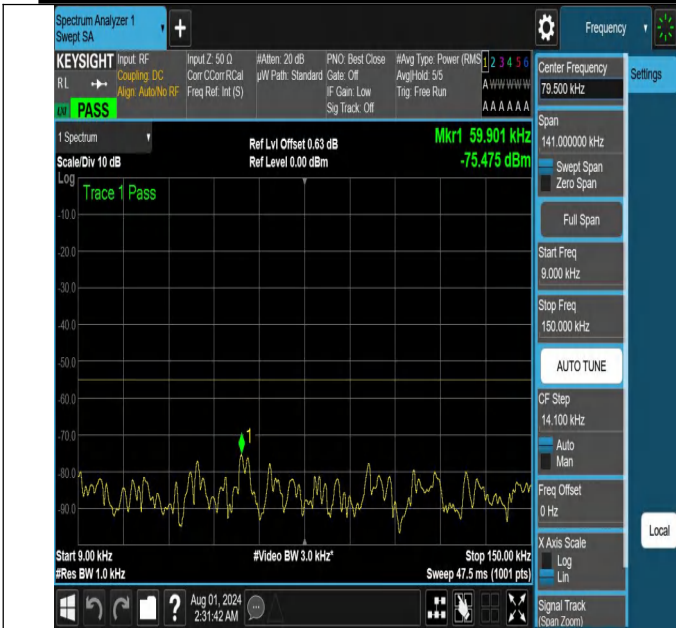 Spectrum Analyzer 1
Swept SA
+
Frequency
KEYSIGHT
RL
PASS
Input: RF
Coupling: DC
Align: Auto/No RF
Input Z: 50 Ω
Corr CCorr RCal
Freq Ref: Int (S)
#Atten: 20 dB
µW Path: Standard
PNO: Best Close
Gate: Off
IF Gain: Low
Sig Track: Off
#Avg Type: Power (RMS
Avg|Hold: 5/5
Trig: Free Run
1 2 3 4 5 6
A W W W W W
A A A A A A
1 Spectrum
Scale/Div 10 dB
Log
Ref Lvl Offset 0.63 dB
Ref Level 0.00 dBm
Mkr1 59.901 kHz
-75.475 dBm
Trace 1 Pass
-10.0
-20.0
-30.0
-40.0
-50.0
-60.0
-70.0
-80.0
-90.0
1
Start 9.00 kHz
#Res BW 1.0 kHz
#Video BW 3.0 kHz*
Stop 150.00 kHz
Sweep 47.5 ms (1001 pts)
?
Aug 01, 2024
2:31:42 AM
Center Frequency
79.500 kHz
Span
141.000000 kHz
Swept Span
Zero Span
Full Span
Start Freq
9.000 kHz
Stop Freq
150.000 kHz
AUTO TUNE
CF Step
14.100 kHz
Auto
Man
Freq Offset
0 Hz
X Axis Scale
Log
Lin
Signal Track
(Span Zoom)
Settings
Local